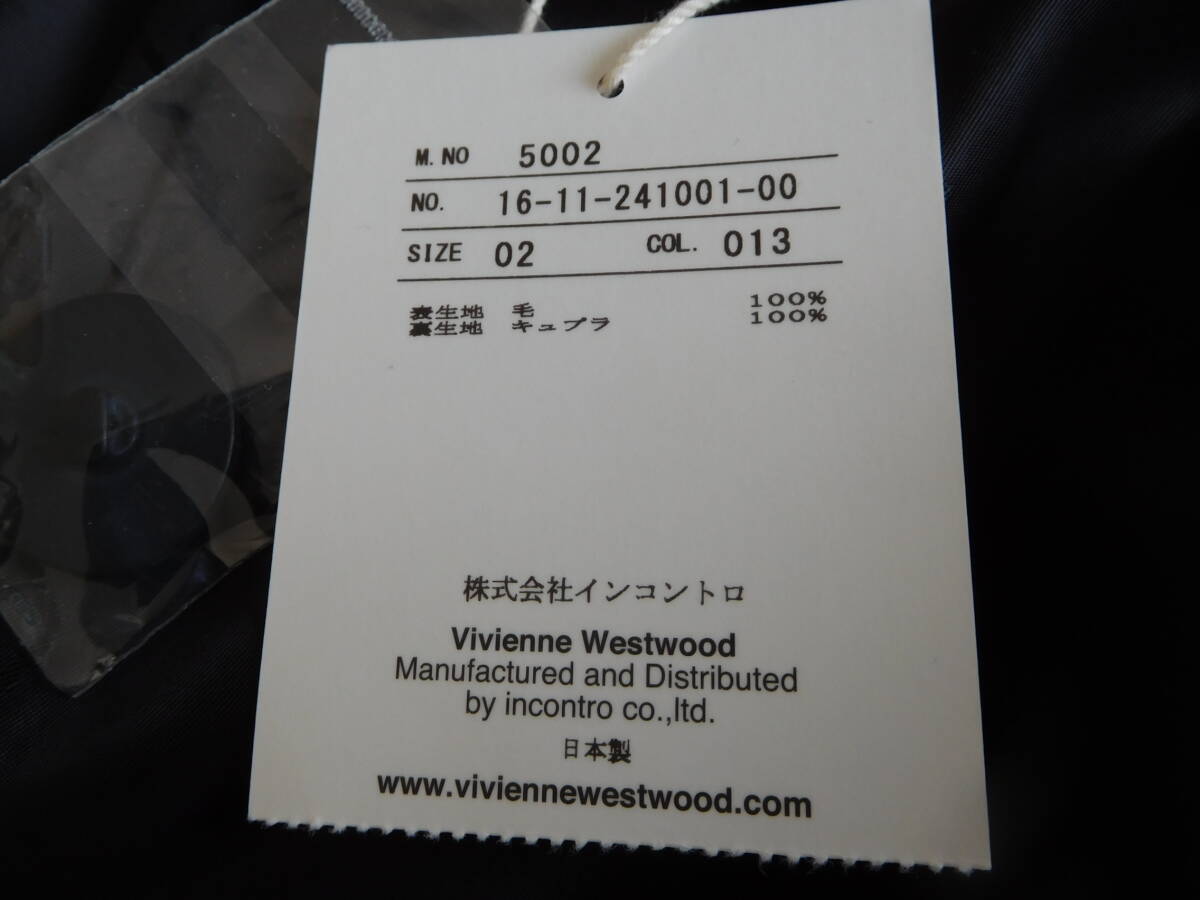 M.NO 5002
NO. 16-11-241001-00
SIZE 02 COL. 013
表生地 毛 100%
裏生地 キュプラ 100%
株式会社インコントロ
Vivienne Westwood
Manufactured and Distributed
by incontro co.,ltd.
日本製
www.viviennewestwood.com